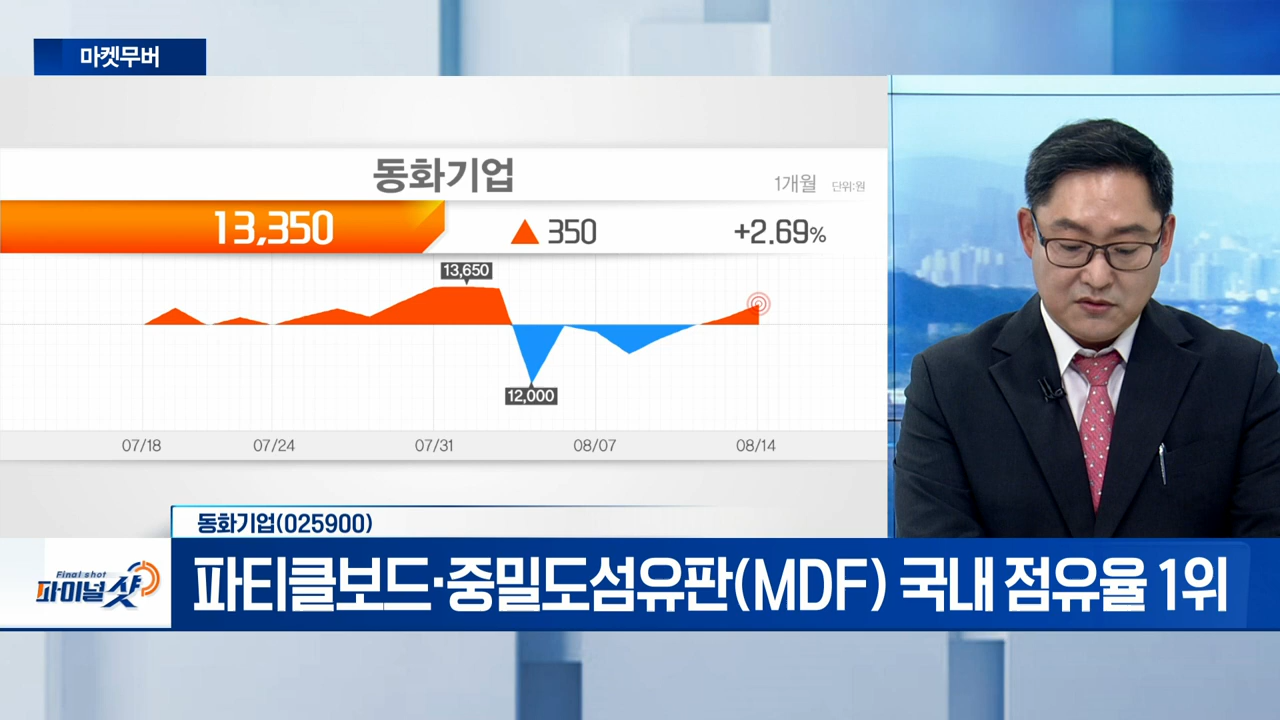 마켓무버
동화기업
1개월 단위:원
13,350 ▲ 350 +2.69%
13,650
12,000
07/18 07/24 07/31 08/07 08/14
동화기업(025900)
Final shot
파이널샷
파티클보드·중밀도섬유판(MDF) 국내 점유율 1위